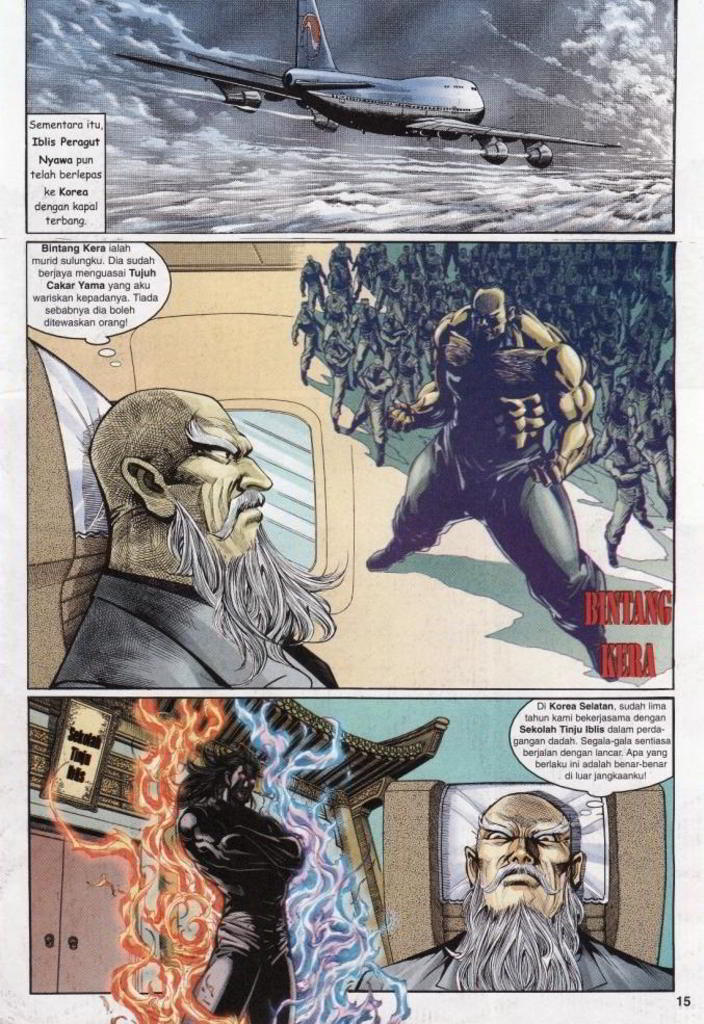 Sementara itu,
Iblis Peragut
Nyawa pun
telah berlepas
ke Korea
dengan kapal
terbang.
Bintang Kera ialah
murid sulungku. Dia sudah
berjaya menguasai Tujuh
Cakar Yama yang aku
wariskan kepadanya. Tiada
sebabnya dia boleh
ditewaskan orang!
BINTANG
KERA
Sekolah
Tinju
Iblis
Di Korea Selatan, sudah lima
tahun kami bekerjasama dengan
Sekolah Tinju Iblis dalam perda-
gangan dadah. Segala-gala sentiasa
berjalan dengan lancar. Apa yang
berlaku ini adalah benar-benar
di luar jangkaanku!
15